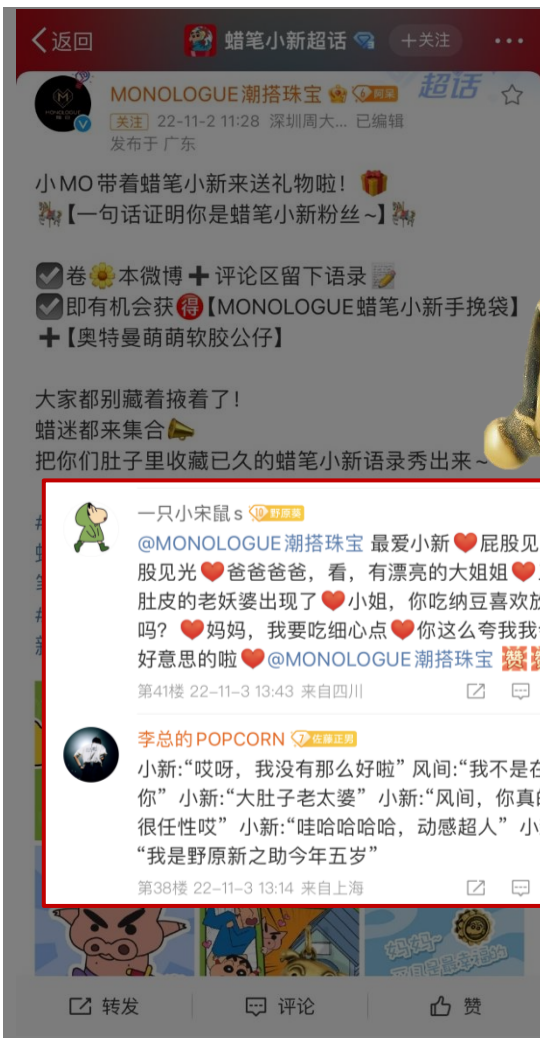 返回
蜡笔小新超话
+关注
MONOLOGUE
MONOLOGUE潮搭珠宝
6阿呆
超话
关注 22-11-2 11:28 深圳周大... 已编辑
发布于 广东
小MO带着蜡笔小新来送礼物啦！
【一句话证明你是蜡笔小新粉丝~】
卷 本微博 评论区留下语录
即有机会获得【MONOLOGUE蜡笔小新手挽袋】
【奥特曼萌萌软胶公仔】
大家都别藏着掖着了！
蜡迷都来集合
把你们肚子里收藏已久的蜡笔小新语录秀出来~
一只小宋鼠s 10野原葵
@MONOLOGUE潮搭珠宝 最爱小新 屁股见
股见光 爸爸爸爸，看，有漂亮的大姐姐
肚皮的老妖婆出现了 小姐，你吃纳豆喜欢放
吗？ 妈妈，我要吃细心点 你这么夸我我
好意思的啦 @MONOLOGUE潮搭珠宝 赞
第41楼 22-11-3 13:43 来自四川
李总的POPCORN 7佐藤正男
小新:“哎呀，我没有那么好啦” 风间:“我不是在
你” 小新:“大肚子老太婆” 小新:“风间，你真
很任性哎” 小新:“哇哈哈哈哈，动感超人” 小
“我是野原新之助今年五岁”
第38楼 22-11-3 13:14 来自上海
妈妈~
转发
评论
赞